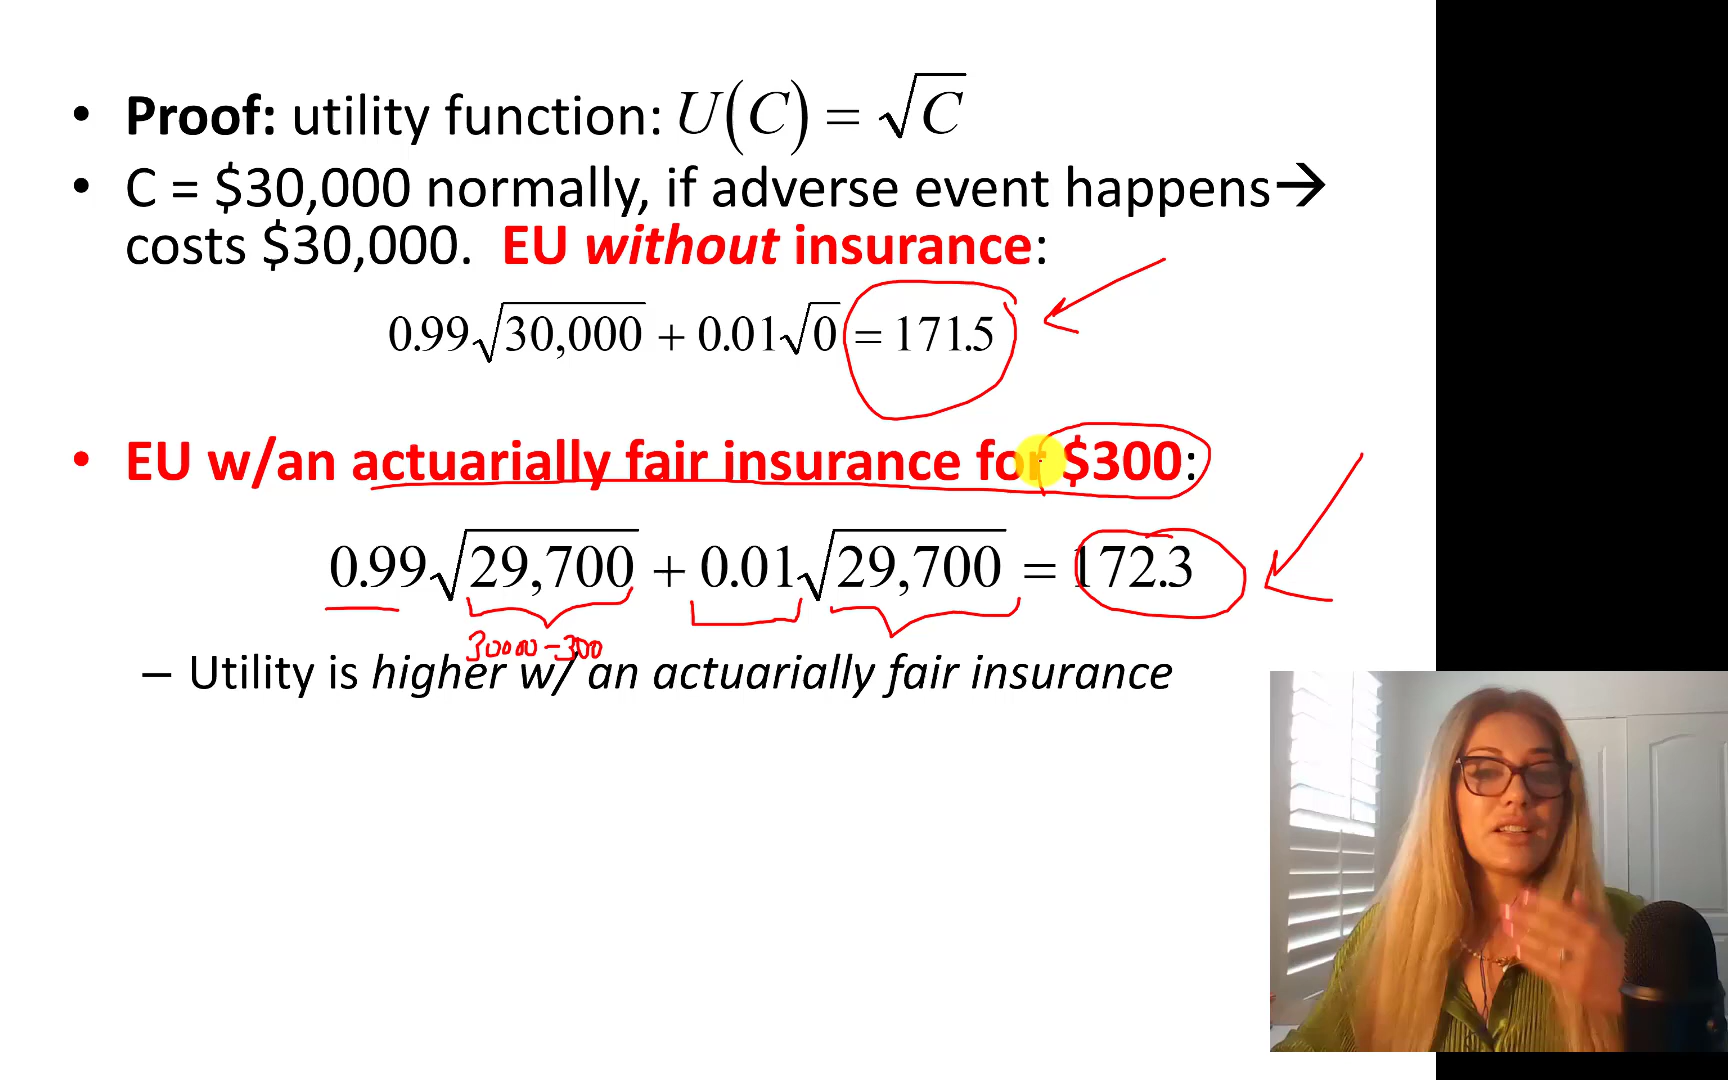 • Proof: utility function: U(C) = √C
• C = $30,000 normally, if adverse event happens→
costs $30,000. EU without insurance:
0.99√30,000 + 0.01√0 = 171.5
• EU w/an actuarially fair insurance for $300:
0.99√29,700 + 0.01√29,700 = 172.3
30000-300
– Utility is higher w/ an actuarially fair insurance